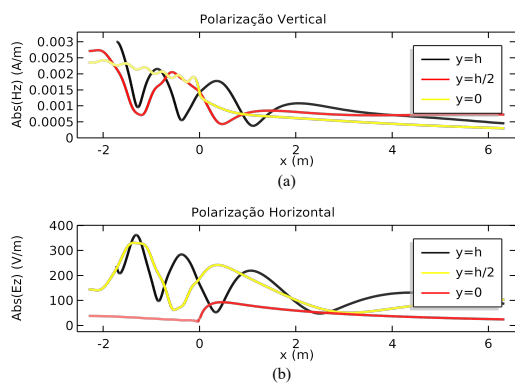 Polarização Vertical
Abs(Hz) (A/m)
0.003
0.0025
0.002
0.0015
0.001
0.0005
0
y=h
y=h/2
y=0
-2 0 2 4 6
x (m)
(a)
Polarização Horizontal
Abs(Ez) (V/m)
400
300
200
100
0
y=h
y=h/2
y=0
-2 0 2 4 6
x (m)
(b)